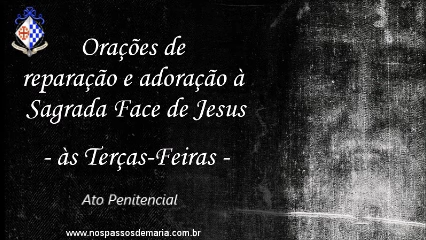 Orações de
reparação e adoração à
Sagrada Face de Jesus
- às Terças-Feiras -
Ato Penitencial
www.nospassosdemaria.com.br